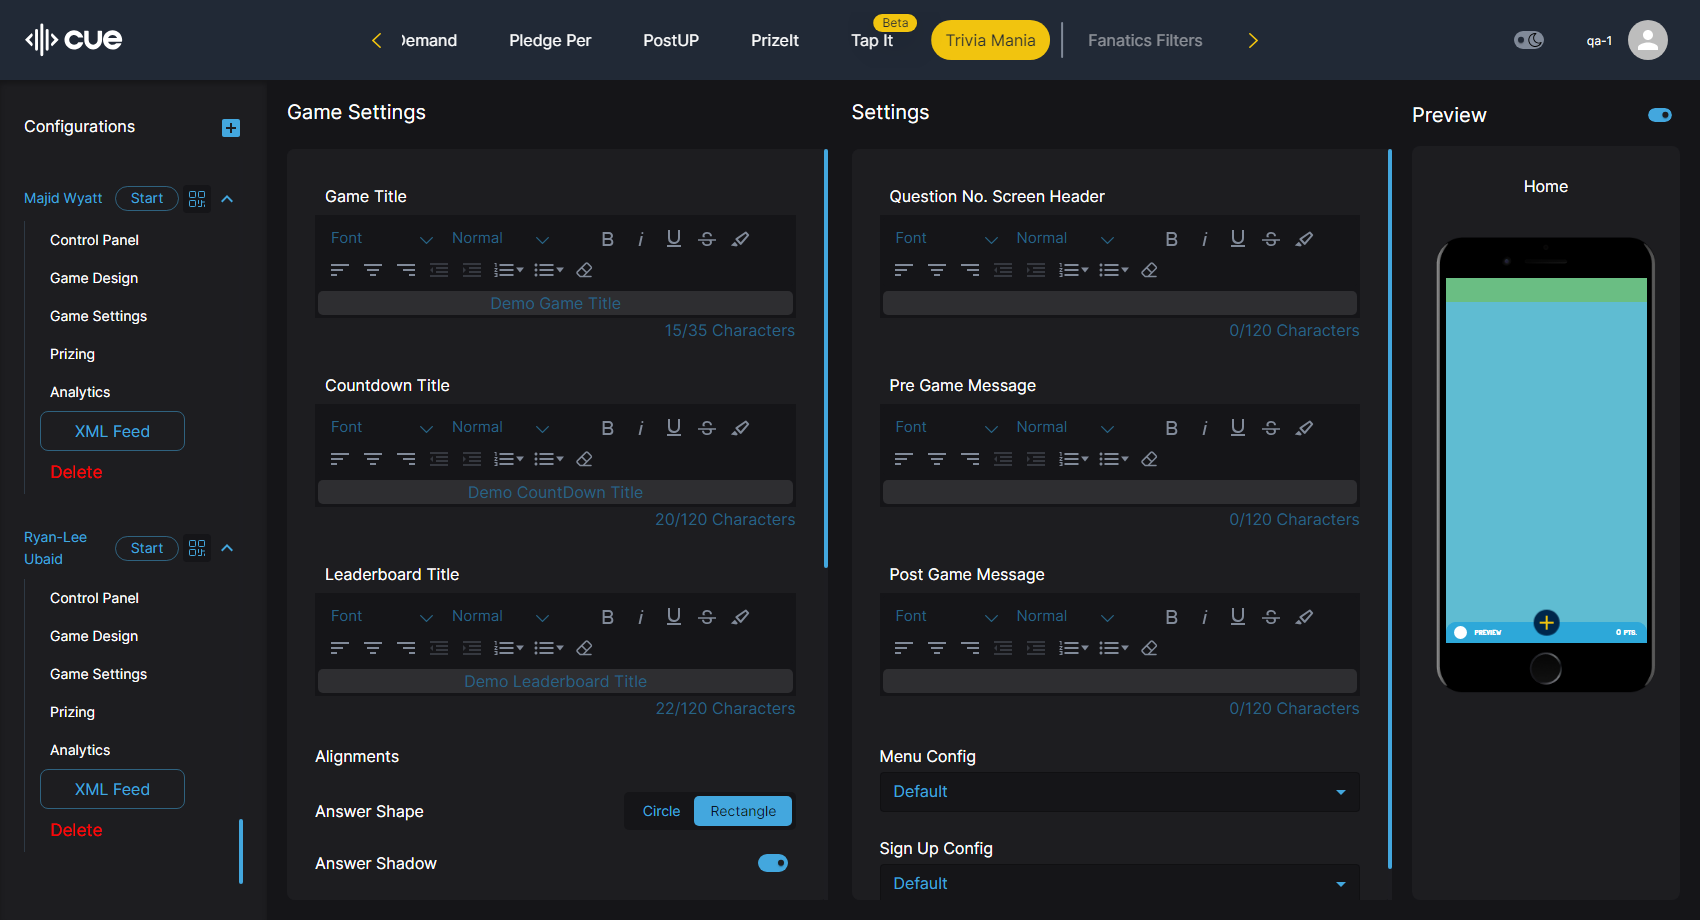 cue
Demand
Pledge Per
PostUP
PrizeIt
Beta
Tap It
Trivia Mania
Fanatics Filters
qa-1
Configurations
Majid Wyatt
Start
Control Panel
Game Design
Game Settings
Prizing
Analytics
XML Feed
Delete
Ryan-Lee
Ubaid
Start
Control Panel
Game Design
Game Settings
Prizing
Analytics
XML Feed
Delete
Game Settings
Game Title
Font
Normal
Demo Game Title
15/35 Characters
Countdown Title
Font
Normal
Demo CountDown Title
20/120 Characters
Leaderboard Title
Font
Normal
Demo Leaderboard Title
22/120 Characters
Alignments
Answer Shape
Circle
Rectangle
Answer Shadow
Settings
Question No. Screen Header
Font
Normal
0/120 Characters
Pre Game Message
Font
Normal
0/120 Characters
Post Game Message
Font
Normal
0/120 Characters
Menu Config
Default
Sign Up Config
Default
Preview
Home
PREVIEW
0 PTS.